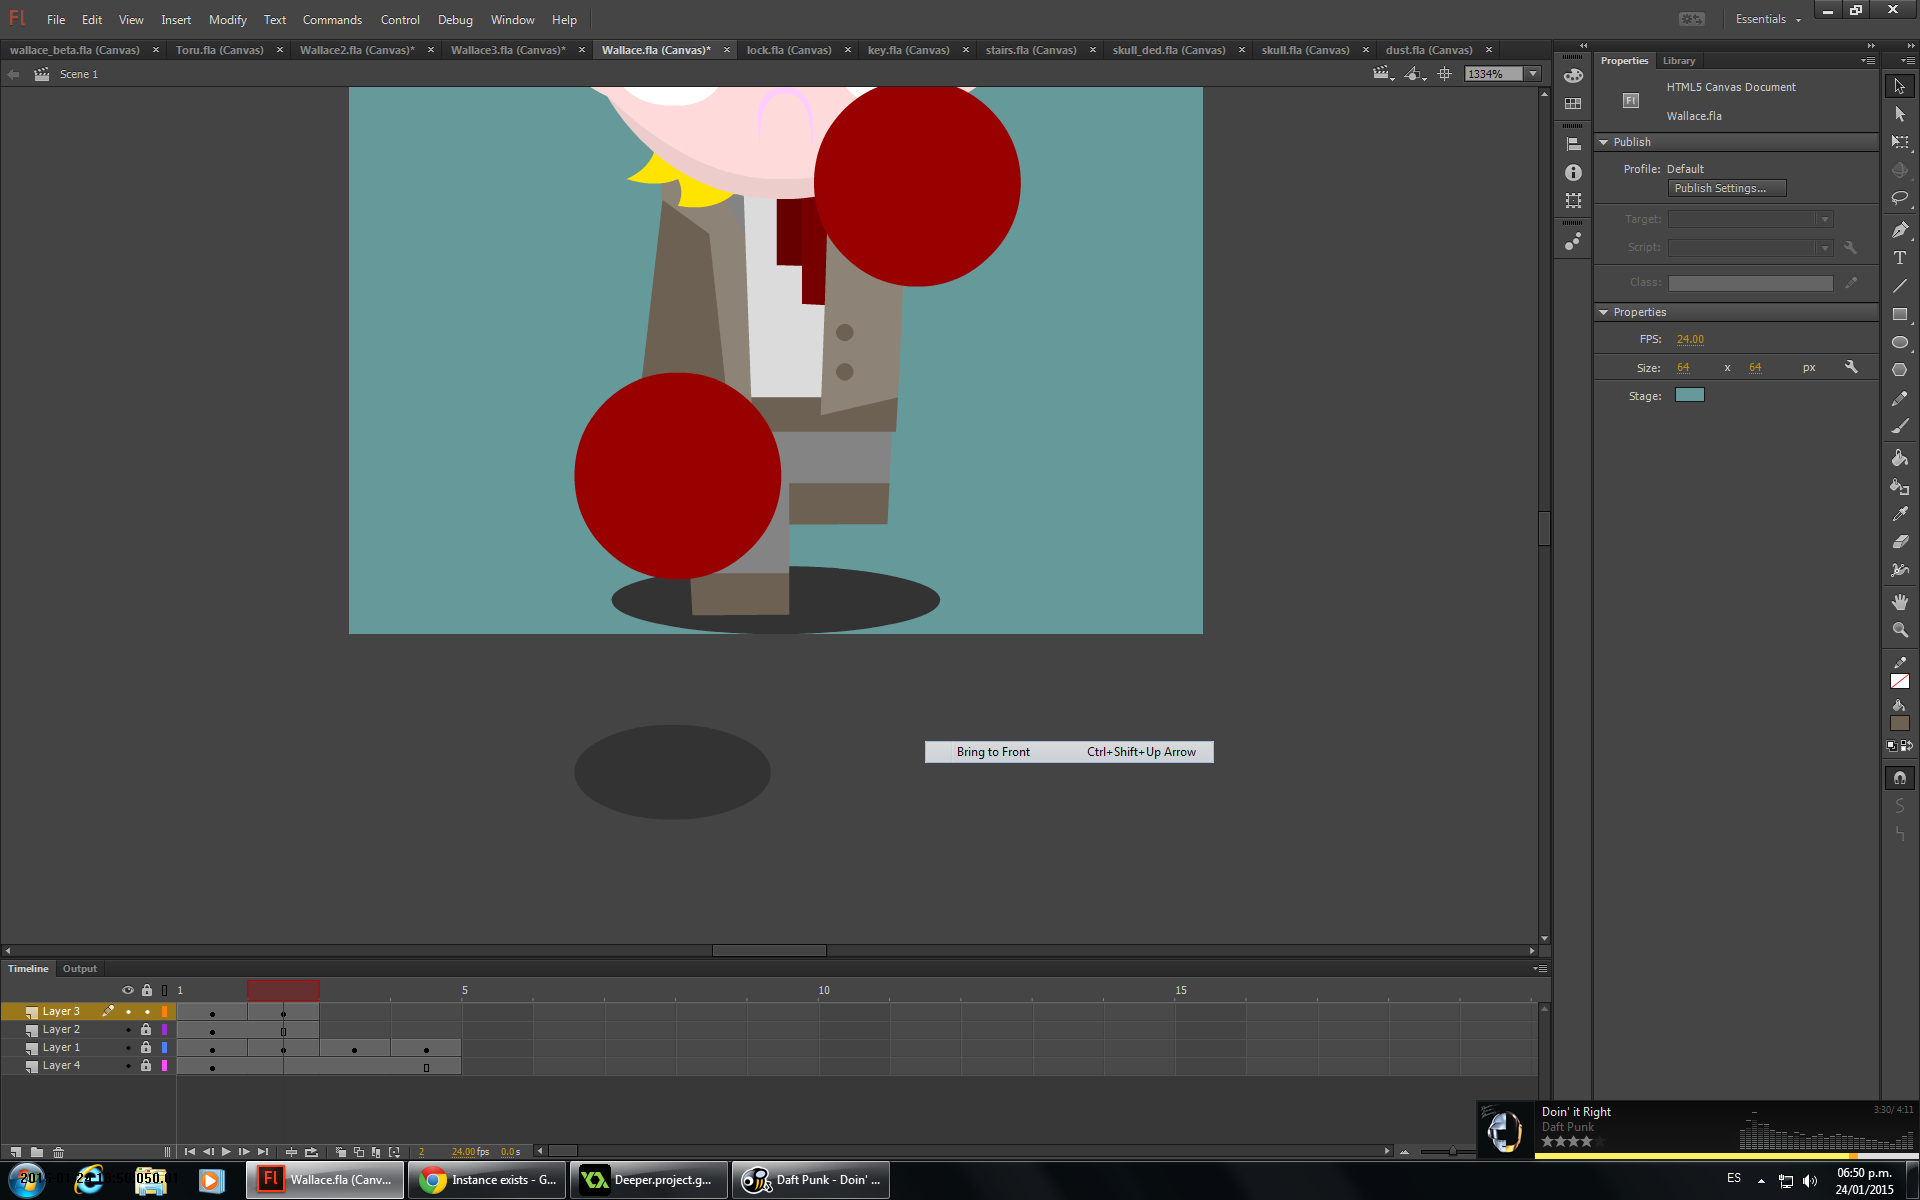 Fl File Edit View Insert Modify Text Commands Control Debug Window Help Essentials
wallace_beta.fla (Canvas) Toru.fla (Canvas) Wallace2.fla (Canvas)* Wallace3.fla (Canvas)* Wallace.fla (Canvas)* lock.fla (Canvas) key.fla (Canvas) stairs.fla (Canvas) skull_ded.fla (Canvas) skull.fla (Canvas) dust.fla (Canvas)
Scene 1 1334%
Properties Library
HTML5 Canvas Document
Fl
Wallace.fla
Publish
Profile: Default
Publish Settings...
Target:
Script:
Class:
Properties
FPS: 24.00
Size: 64 x 64 px
Stage:
Bring to Front Ctrl+Shift+Up Arrow
Timeline Output
1 5 10 15
Layer 3
Layer 2
Layer 1
Layer 4
2 24.00 fps 0.0 s
Doin' it Right 3:30/ 4:11
Daft Punk
Wallace.fla (Canv... Instance exists - G... Deeper.project.g... Daft Punk - Doin' ...
ES
06:50 p.m.
24/01/2015